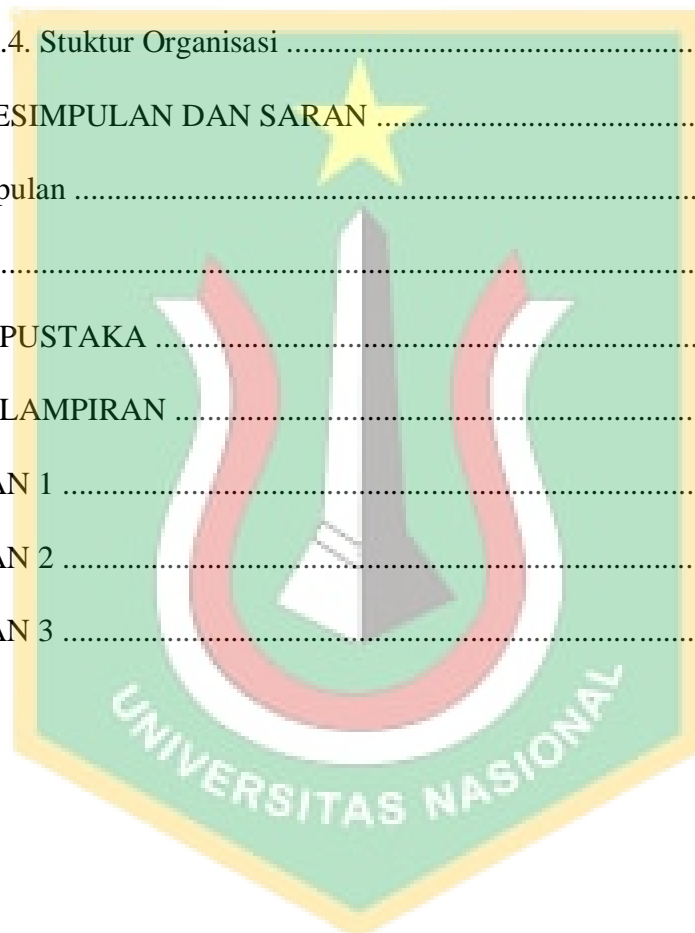 .4. Stuktur Organisasi ..................................................
ESIMPULAN DAN SARAN .......................................
pulan .............................................................................
.....................................................................................
PUSTAKA ....................................................................
LAMPIRAN .................................................................
AN 1 ..............................................................................
AN 2 ..............................................................................
AN 3 ..............................................................................
UNIVERSITAS NASIONAL